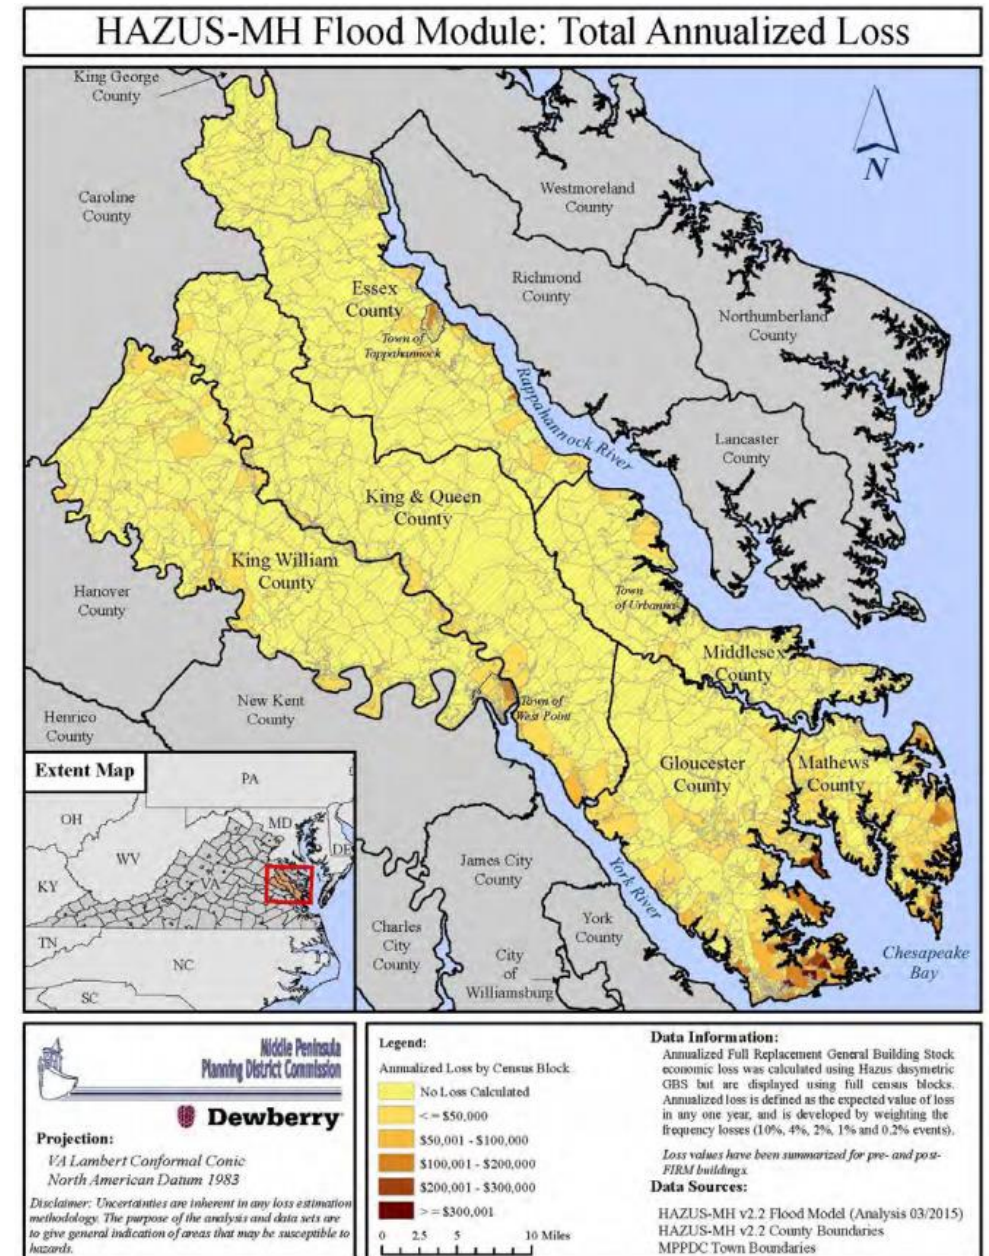 HAZUS-MH Flood Module: Total Annualized Loss
King George
County
Caroline
County
Westmoreland
County
N
Richmond
County
Essex
County
Northumberland
County
Town of
Tappahannock
Rappahannock River
Lancaster
County
King & Queen
County
King William
County
Hanover
County
Town
of Urbanna
Middlesex
County
New Kent
County
Town of
West Point
Henrico
County
Gloucester
County
Mathews
County
Extent Map
PA
OH
MD
DE
WV
KY
VA
TN
NC
SC
James City
County
York River
Charles
City
County
York
County
City
of
Williamsburg
Chesapeake
Bay
Middle Peninsula
Planning District Commission
Dewberry
Projection:
VA Lambert Conformal Conic
North American Datum 1983
Disclaimer: Uncertainties are inherent in any loss estimation
methodology. The purpose of the analysis and data sets are
to give general indication of areas that may be susceptible to
hazards.
Legend:
Annualized Loss by Census Block
No Loss Calculated
<= $50,000
$50,001 - $100,000
$100,001 - $200,000
$200,001 - $300,000
>= $300,001
0 2.5 5 10 Miles
Data Information:
Annualized Full Replacement General Building Stock
economic loss was calculated using Hazus dasymetric
GBS but are displayed using full census blocks.
Annualized loss is defined as the expected value of loss
in any one year, and is developed by weighting the
frequency losses (10%, 4%, 2%, 1% and 0.2% events).
Loss values have been summarized for pre- and post-
FIRM buildings.
Data Sources:
HAZUS-MH v2.2 Flood Model (Analysis 03/2015)
HAZUS-MH v2.2 County Boundaries
MPPDC Town Boundaries